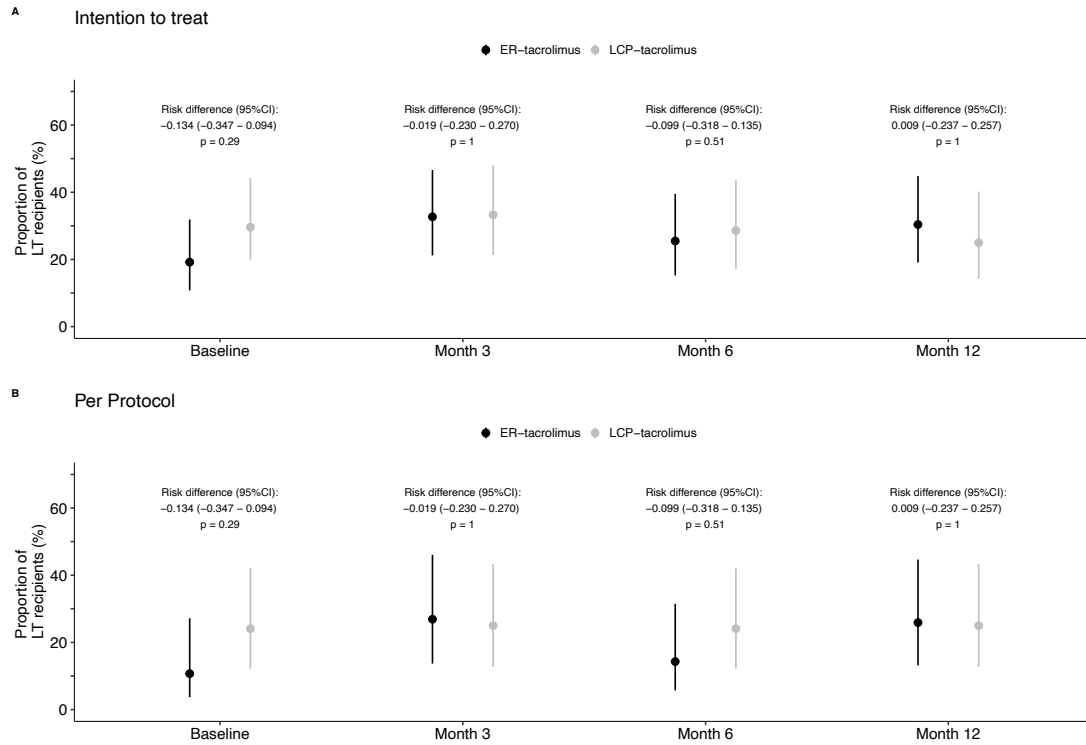 A
Intention to treat
ER−tacrolimus LCP−tacrolimus
Risk difference (95%CI):
−0.134 (−0.347 − 0.094)
p = 0.29
Risk difference (95%CI):
−0.019 (−0.230 − 0.270)
p = 1
Risk difference (95%CI):
−0.099 (−0.318 − 0.135)
p = 0.51
Risk difference (95%CI):
0.009 (−0.237 − 0.257)
p = 1
Proportion of
LT recipients (%)
60
40
20
0
Baseline Month 3 Month 6 Month 12
B
Per Protocol
ER−tacrolimus LCP−tacrolimus
Risk difference (95%CI):
−0.134 (−0.347 − 0.094)
p = 0.29
Risk difference (95%CI):
−0.019 (−0.230 − 0.270)
p = 1
Risk difference (95%CI):
−0.099 (−0.318 − 0.135)
p = 0.51
Risk difference (95%CI):
0.009 (−0.237 − 0.257)
p = 1
Proportion of
LT recipients (%)
60
40
20
0
Baseline Month 3 Month 6 Month 12